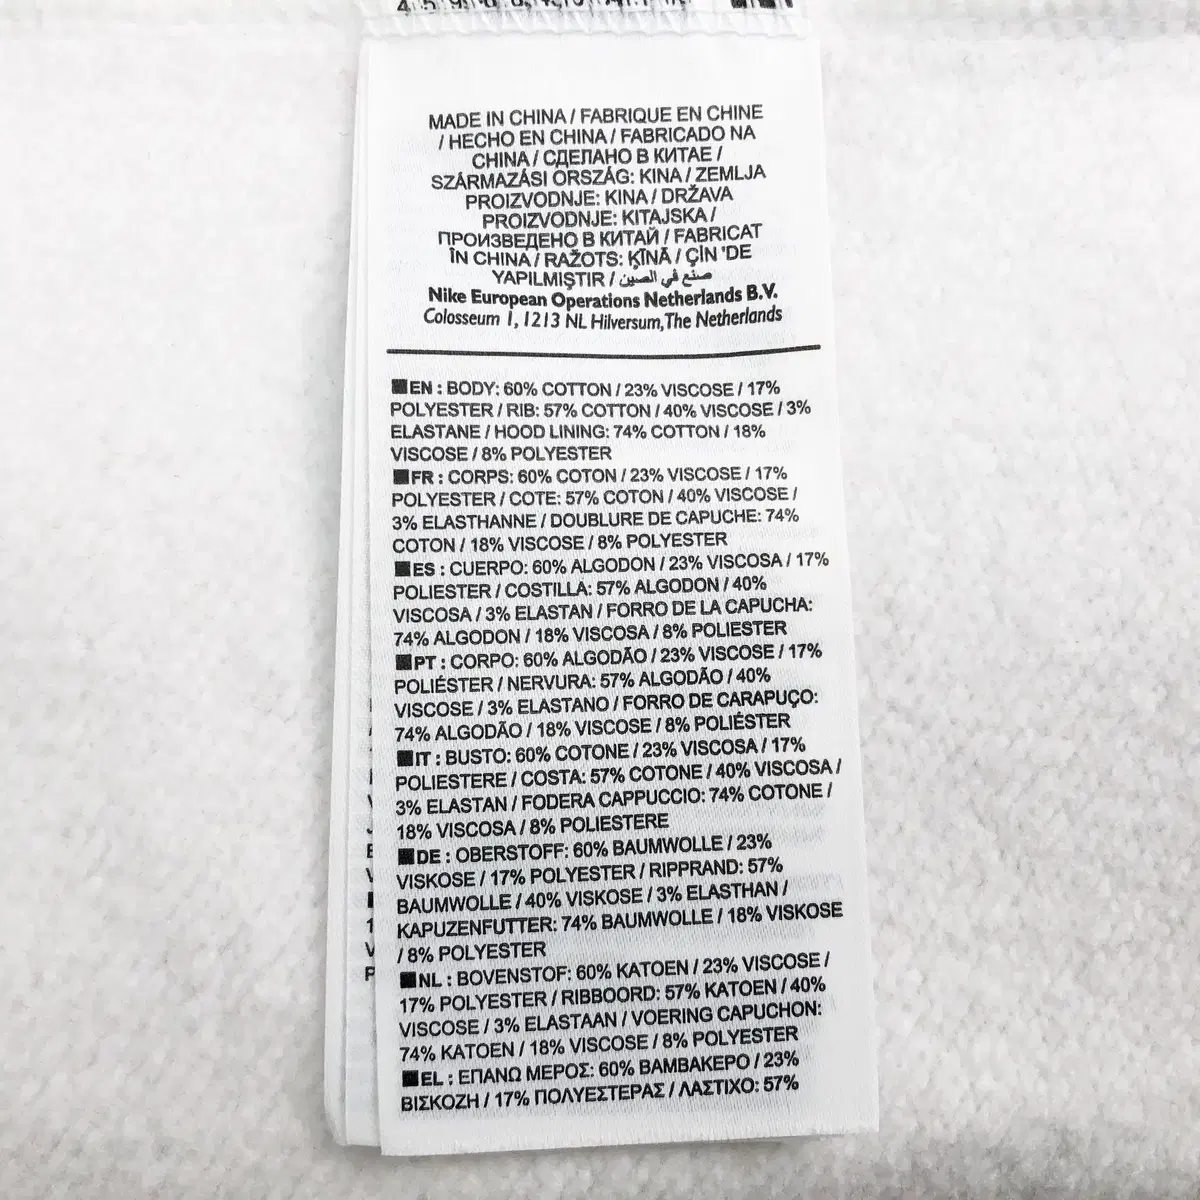 MADE IN CHINA / FABRIQUE EN CHINE
/ HECHO EN CHINA / FABRICADO NA
CHINA / СДЕЛАНО В КИТАЕ /
SZÁRMAZÁSI ORSZÁG: KINA / ZEMLJA
PROIZVODNJE: KINA / DRŽAVA
PROIZVODNJE: KITAJSKA /
ПРОИЗВЕДЕНО В КИТАЙ / FABRICAT
ÎN CHINA / RAŽOTS: ĶĪNĀ / ÇİN 'DE
YAPILMIŞTIR / صنع في الصين
Nike European Operations Netherlands B.V.
Colosseum 1, 1213 NL Hilversum, The Netherlands
EN : BODY: 60% COTTON / 23% VISCOSE / 17%
POLYESTER / RIB: 57% COTTON / 40% VISCOSE / 3%
ELASTANE / HOOD LINING: 74% COTTON / 18%
VISCOSE / 8% POLYESTER
FR : CORPS: 60% COTON / 23% VISCOSE / 17%
POLYESTER / COTE: 57% COTON / 40% VISCOSE /
3% ELASTHANNE / DOUBLURE DE CAPUCHE: 74%
COTON / 18% VISCOSE / 8% POLYESTER
ES : CUERPO: 60% ALGODON / 23% VISCOSA / 17%
POLIESTER / COSTILLA: 57% ALGODON / 40%
VISCOSA / 3% ELASTAN / FORRO DE LA CAPUCHA:
74% ALGODON / 18% VISCOSA / 8% POLIESTER
PT : CORPO: 60% ALGODÃO / 23% VISCOSE / 17%
POLIÉSTER / NERVURA: 57% ALGODÃO / 40%
VISCOSE / 3% ELASTANO / FORRO DE CARAPUÇO:
74% ALGODÃO / 18% VISCOSE / 8% POLIÉSTER
IT : BUSTO: 60% COTONE / 23% VISCOSA / 17%
POLIESTERE / COSTA: 57% COTONE / 40% VISCOSA /
3% ELASTAN / FODERA CAPPUCCIO: 74% COTONE /
18% VISCOSA / 8% POLIESTERE
DE : OBERSTOFF: 60% BAUMWOLLE / 23%
VISKOSE / 17% POLYESTER / RIPPRAND: 57%
BAUMWOLLE / 40% VISKOSE / 3% ELASTHAN /
KAPUZENFUTTER: 74% BAUMWOLLE / 18% VISKOSE
/ 8% POLYESTER
NL : BOVENSTOF: 60% KATOEN / 23% VISCOSE /
17% POLYESTER / RIBBOORD: 57% KATOEN / 40%
VISCOSE / 3% ELASTAAN / VOERING CAPUCHON:
74% KATOEN / 18% VISCOSE / 8% POLYESTER
EL : ΕΠΑΝΩ ΜΕΡΟΣ: 60% ΒΑΜΒΑΚΕΡΟ / 23%
ΒΙΣΚΟΖΗ / 17% ΠΟΛΥΕΣΤΕΡΑΣ / ΛΑΣΤΙΧΟ: 57%